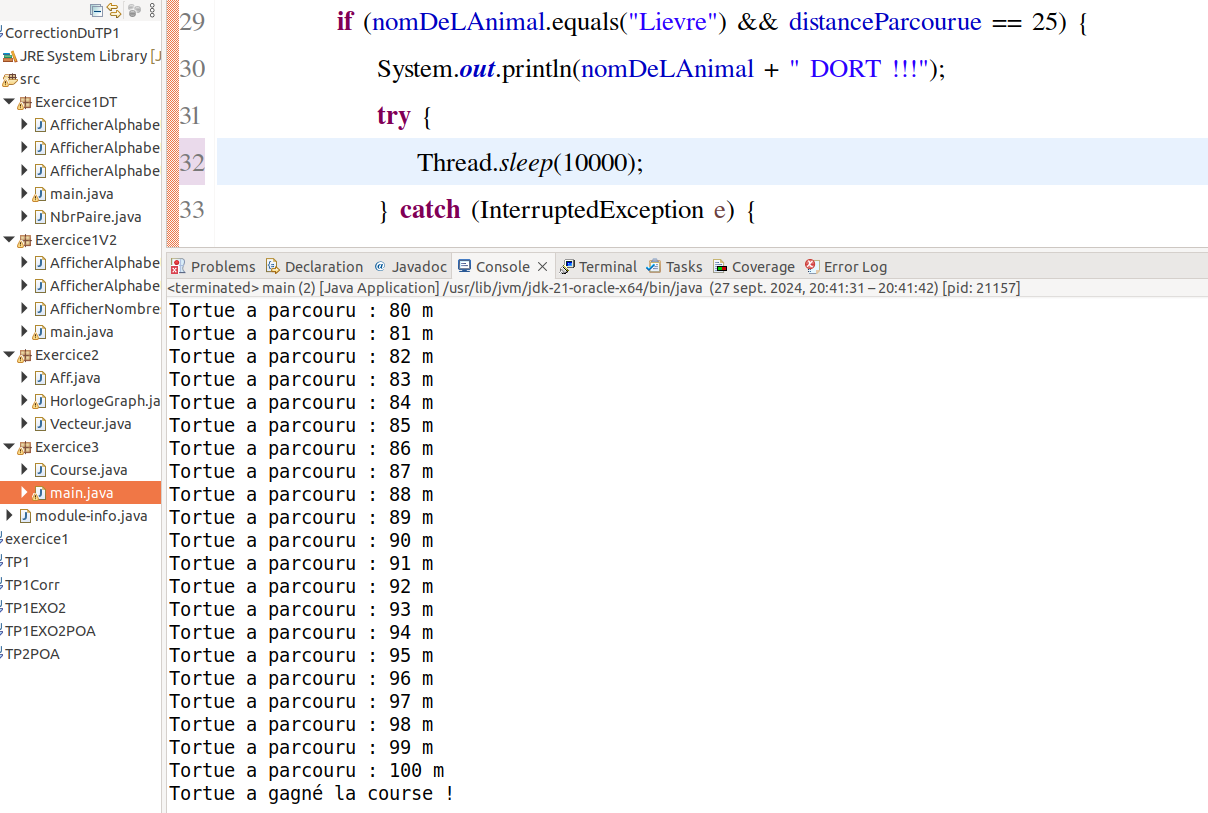 CorrectionDuTP1
JRE System Library [J
src
Exercice1DT
AfficherAlphabe
AfficherAlphabe
AfficherAlphabe
main.java
NbrPaire.java
Exercice1V2
AfficherAlphabe
AfficherAlphabe
AfficherNombre
main.java
Exercice2
Aff.java
HorlogeGraph.ja
Vecteur.java
Exercice3
Course.java
main.java
module-info.java
exercice1
TP1
TP1Corr
TP1EXO2
TP1EXO2POA
TP2POA
29 if (nomDeLAnimal.equals("Lievre") && distanceParcourue == 25) {
30 System.out.println(nomDeLAnimal + " DORT !!!");
31 try {
32 Thread.sleep(10000);
33 } catch (InterruptedException e) {
Problems Declaration Javadoc Console Terminal Tasks Coverage Error Log
<terminated> main (2) [Java Application] /usr/lib/jvm/jdk-21-oracle-x64/bin/java (27 sept. 2024, 20:41:31 – 20:41:42) [pid: 21157]
Tortue a parcouru : 80 m
Tortue a parcouru : 81 m
Tortue a parcouru : 82 m
Tortue a parcouru : 83 m
Tortue a parcouru : 84 m
Tortue a parcouru : 85 m
Tortue a parcouru : 86 m
Tortue a parcouru : 87 m
Tortue a parcouru : 88 m
Tortue a parcouru : 89 m
Tortue a parcouru : 90 m
Tortue a parcouru : 91 m
Tortue a parcouru : 92 m
Tortue a parcouru : 93 m
Tortue a parcouru : 94 m
Tortue a parcouru : 95 m
Tortue a parcouru : 96 m
Tortue a parcouru : 97 m
Tortue a parcouru : 98 m
Tortue a parcouru : 99 m
Tortue a parcouru : 100 m
Tortue a gagné la course !